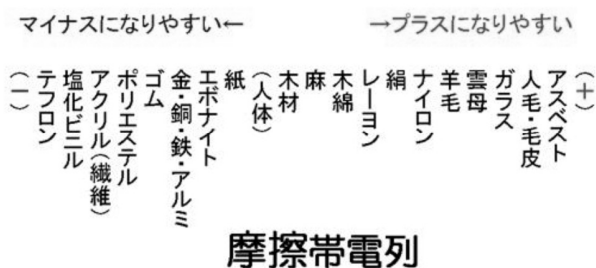 マイナスになりやすい←
→プラスになりやすい
(＋)
アスベスト
人毛・毛皮
ガラス
雲母
羊毛
ナイロン
絹
レーヨン
木綿
麻
木材
(人体)
紙
エボナイト
金・銅・鉄・アルミ
ゴム
ポリエステル
アクリル(繊維)
塩化ビニル
テフロン
(－)
摩擦帯電列